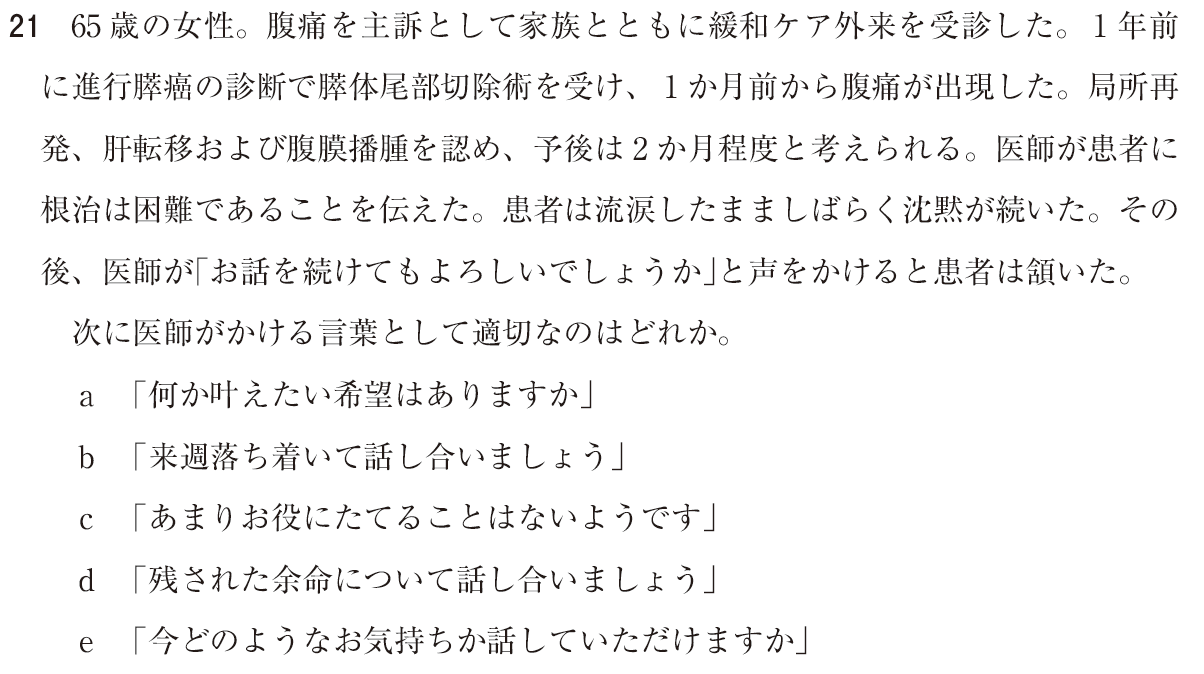 21 65歳の女性。腹痛を主訴として家族とともに緩和ケア外来を受診した。1年前
に進行膵癌の診断で膵体尾部切除術を受け、1か月前から腹痛が出現した。局所再
発、肝転移および腹膜播腫を認め、予後は2か月程度と考えられる。医師が患者に
根治は困難であることを伝えた。患者は流涙したまましばらく沈黙が続いた。その
後、医師が「お話を続けてもよろしいでしょうか」と声をかけると患者は頷いた。
次に医師がかける言葉として適切なのはどれか。
a 「何か叶えたい希望はありますか」
b 「来週落ち着いて話し合いましょう」
c 「あまりお役にたてることはないようです」
d 「残された余命について話し合いましょう」
e 「今どのようなお気持ちか話していただけますか」